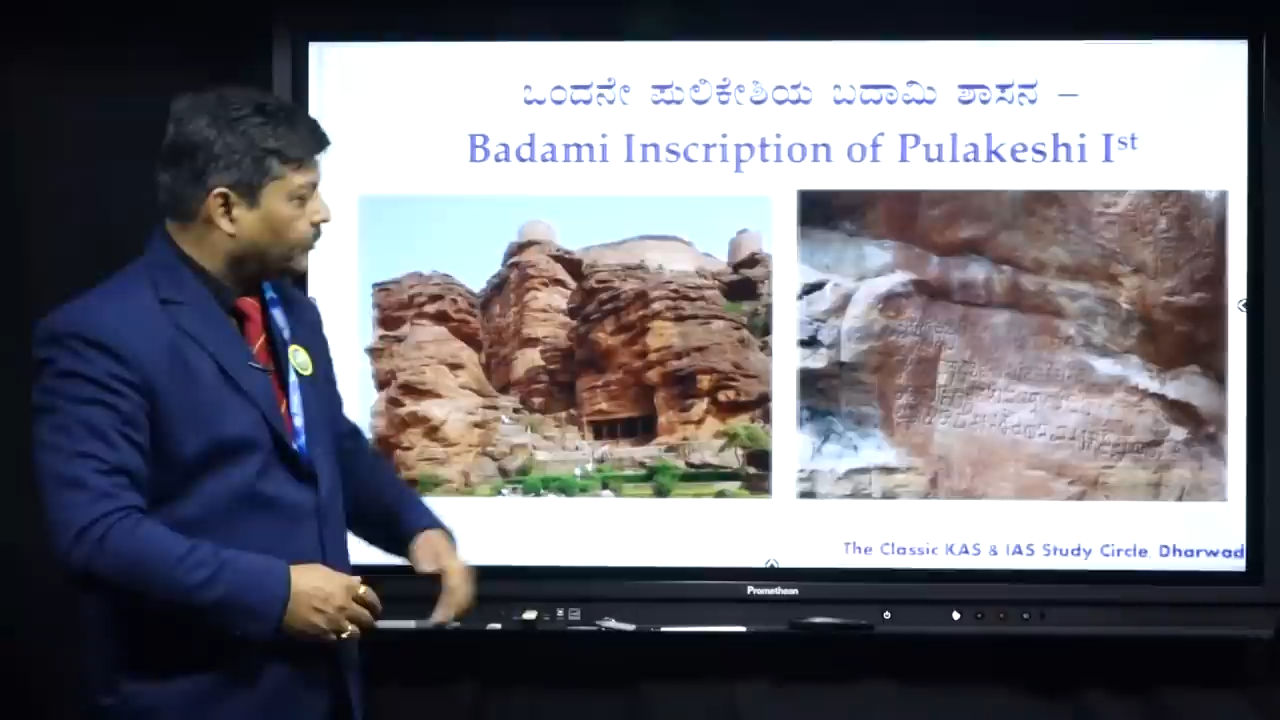 ಒಂದನೇ ಪುಲಿಕೇಶಿಯ ಬದಾಮಿ ಶಾಸನ –
Badami Inscription of Pulakeshi Ist
The Classic KAS & IAS Study Circle, Dharwad
Promethean